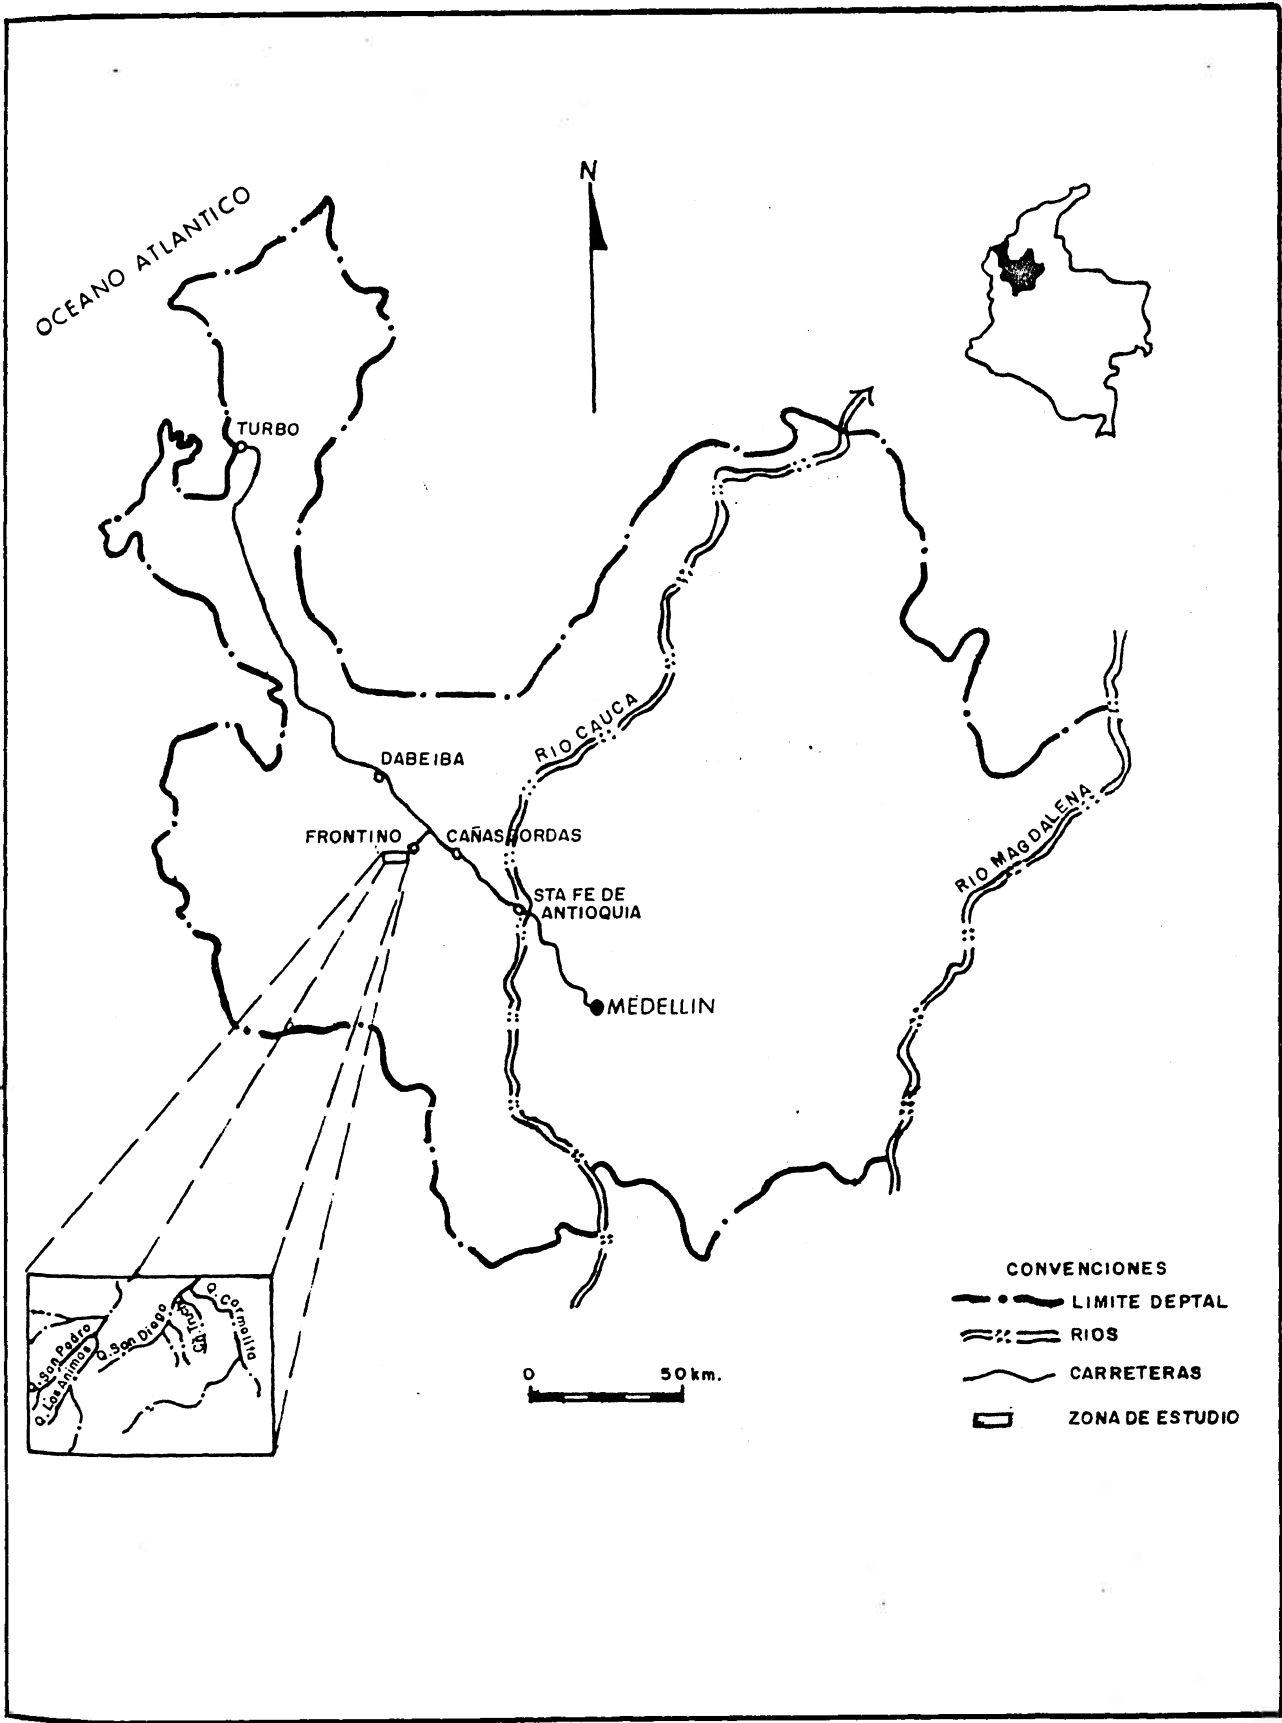 N
OCEANO ATLANTICO
TURBO
RIO CAUCA
DABEIBA
FRONTINO
CAÑASGORDAS
RIO MAGDALENA
STA FE DE
ANTIOQUIA
MEDELLIN
Q. San Pedro
Q. Las Animas
Q. San Diego
Q. Carmelita
CONVENCIONES
LIMITE DEPTAL
RIOS
CARRETERAS
ZONA DE ESTUDIO
0 50 km.